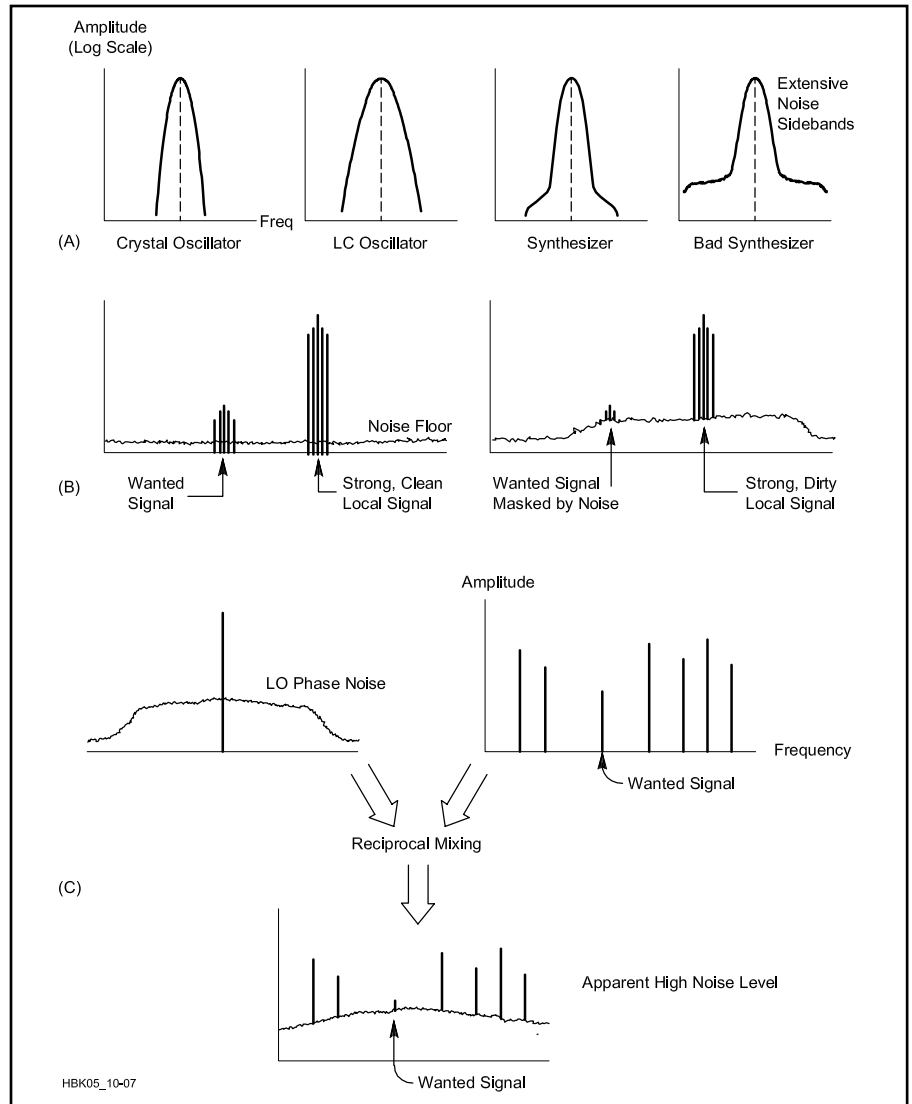 Amplitude
(Log Scale)
Extensive
Noise
Sidebands
Freq
(A)
Crystal Oscillator
LC Oscillator
Synthesizer
Bad Synthesizer
Noise Floor
Wanted
Signal
Strong, Clean
Local Signal
Wanted Signal
Masked by Noise
Strong, Dirty
Local Signal
(B)
Amplitude
LO Phase Noise
Frequency
Wanted Signal
Reciprocal Mixing
(C)
Apparent High Noise Level
Wanted Signal
HBK05_10-07